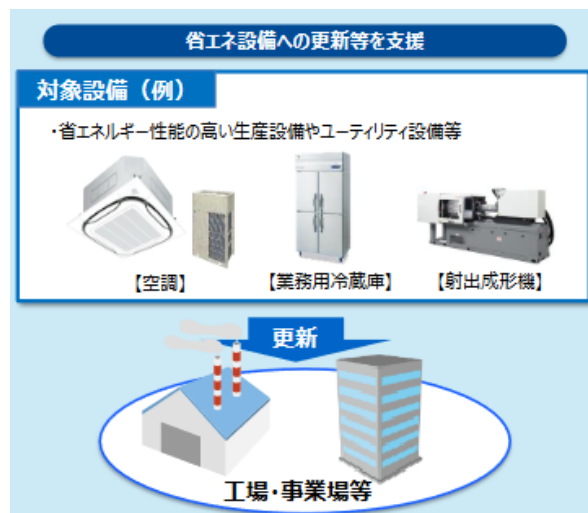 省エネ設備への更新等を支援
対象設備（例）
・省エネルギー性能の高い生産設備やユーティリティ設備等
【空調】
【業務用冷蔵庫】
【射出成形機】
更新
工場・事業場等